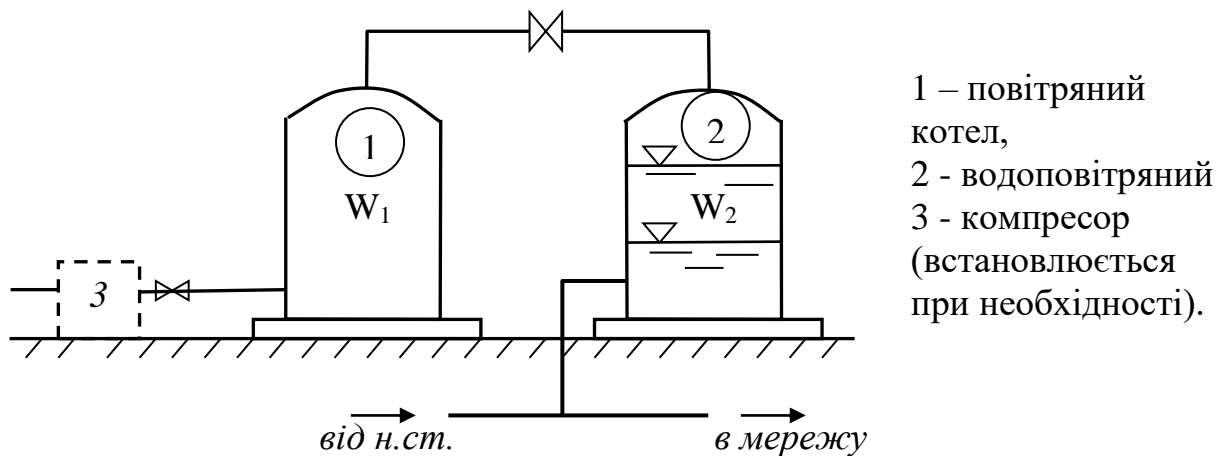 1
W₁
2
W₂
3
від н.ст.
в мережу
1 – повітряний
котел,
2 - водоповітряний
3 - компресор
(встановлюється
при необхідності).